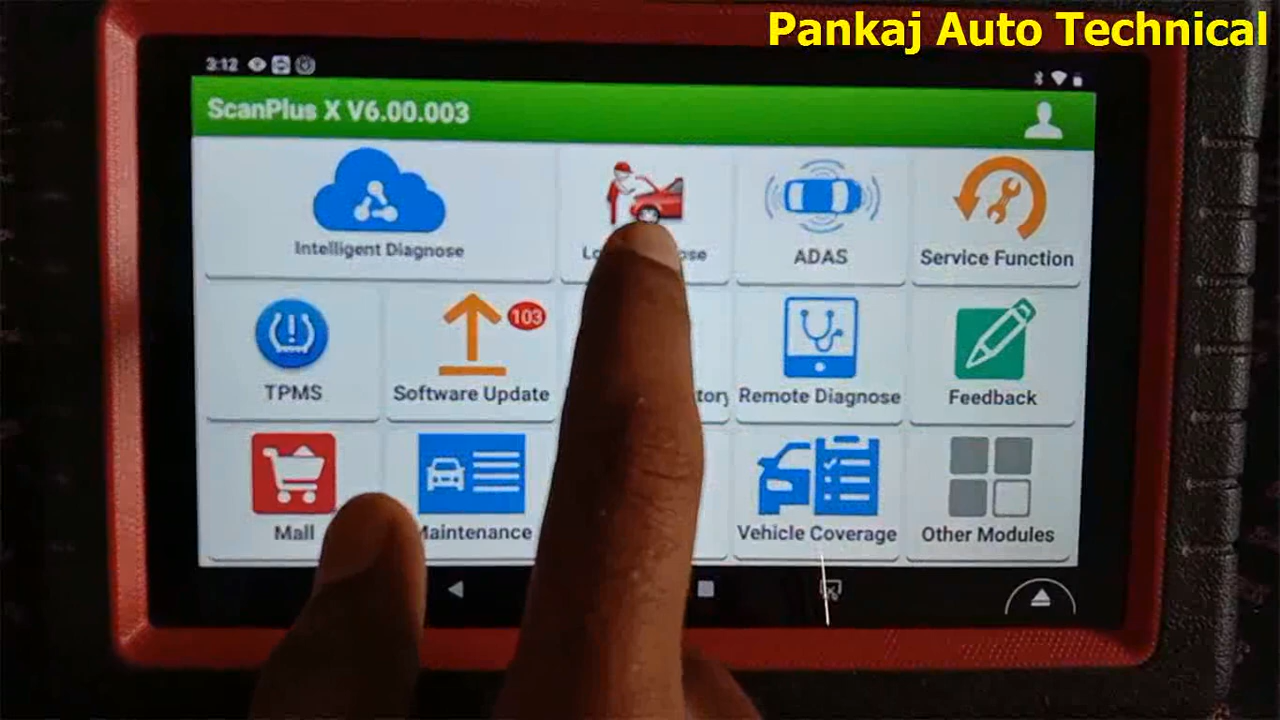 Pankaj Auto Technical
3:12
ScanPlus X V6.00.003
Intelligent Diagnose
ADAS
Service Function
TPMS
Software Update
103
Remote Diagnose
Feedback
Mall
Maintenance
Vehicle Coverage
Other Modules